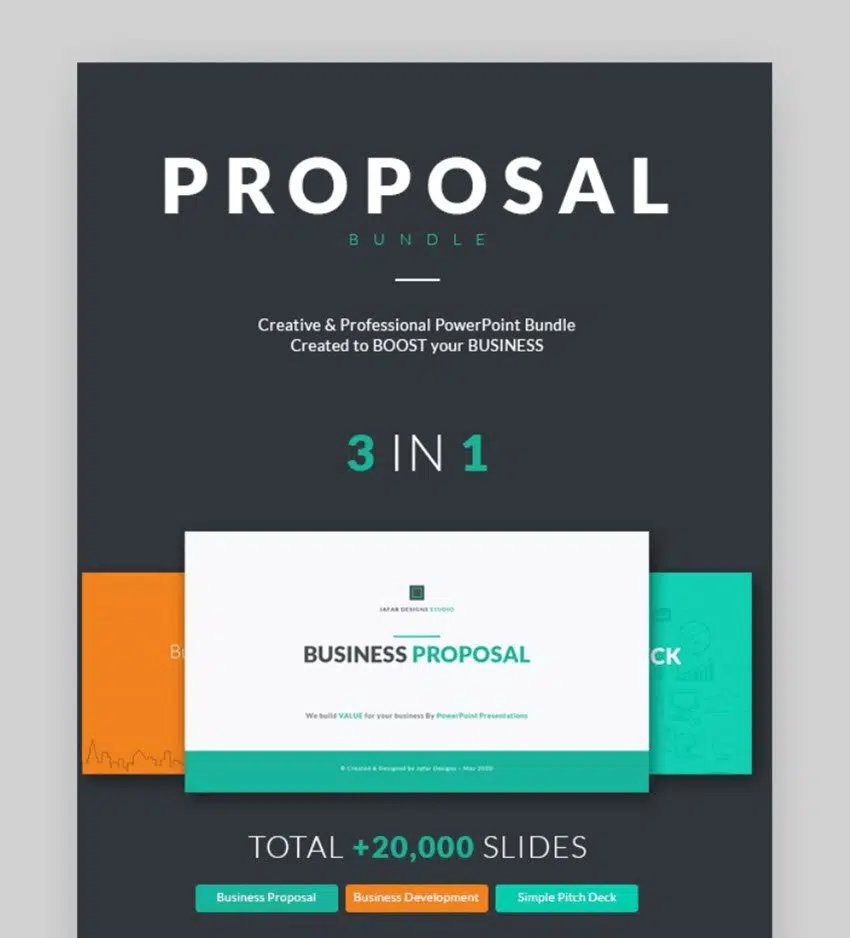 PROPOSAL
BUNDLE
Creative & Professional PowerPoint Bundle
Created to BOOST your BUSINESS
3 IN 1
JAFAR DESIGNS STUDIO
BUSINESS PROPOSAL
Bu
CK
We build VALUE for your business By PowerPoint Presentations
© Created & Designed by Jafar Designs – May 2020
TOTAL +20,000 SLIDES
Business Proposal
Business Development
Simple Pitch Deck